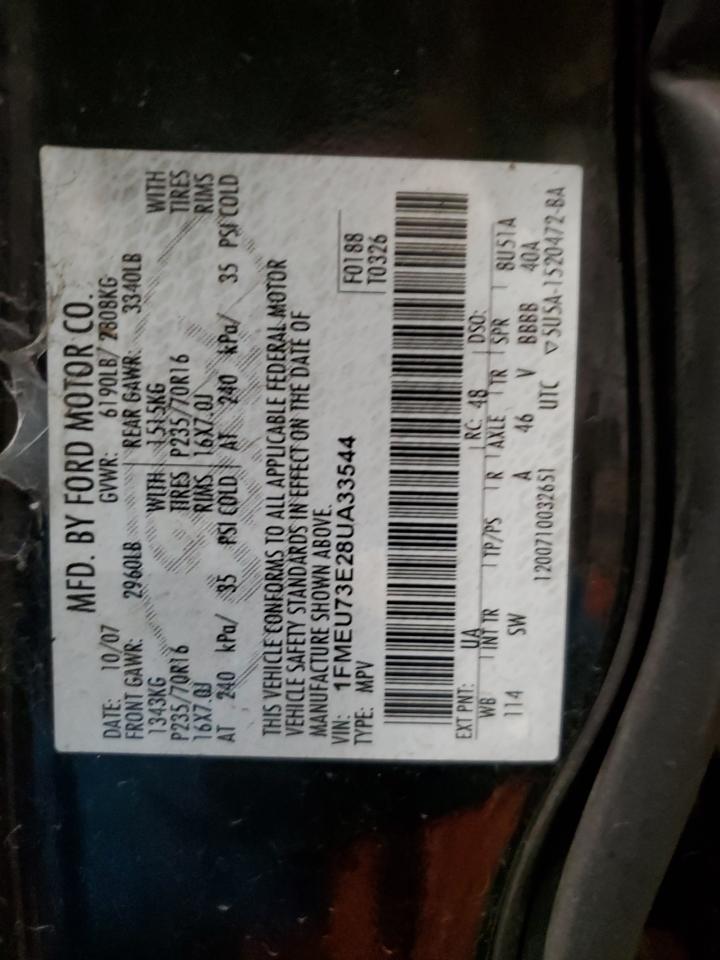 MFD. BY FORD MOTOR CO.
DATE: 10/07 GVWR: 6190LB/ 2808KG
FRONT GAWR: 2960LB REAR GAWR: 3340LB
1343KG WITH 1515KG WITH
P235/70R16 TIRES P235/70R16 TIRES
16X7.0J RIMS 16X7.0J RIMS
AT 240 kPa/ 35 PSI COLD AT 240 kPa/ 35 PSI COLD
THIS VEHICLE CONFORMS TO ALL APPLICABLE FEDERAL MOTOR
VEHICLE SAFETY STANDARDS IN EFFECT ON THE DATE OF
MANUFACTURE SHOWN ABOVE.
VIN: 1FMEU73E28UA33544
TYPE: MPV
F0188
T0326
EXT PNT: UA RC: 48 DSO:
WB INT TR TP/PS R AXLE TR SPR 8U51A
114 SW A 46 V BBBB 40A
1200710032651 UTC ▽5U5A-1520472-BA